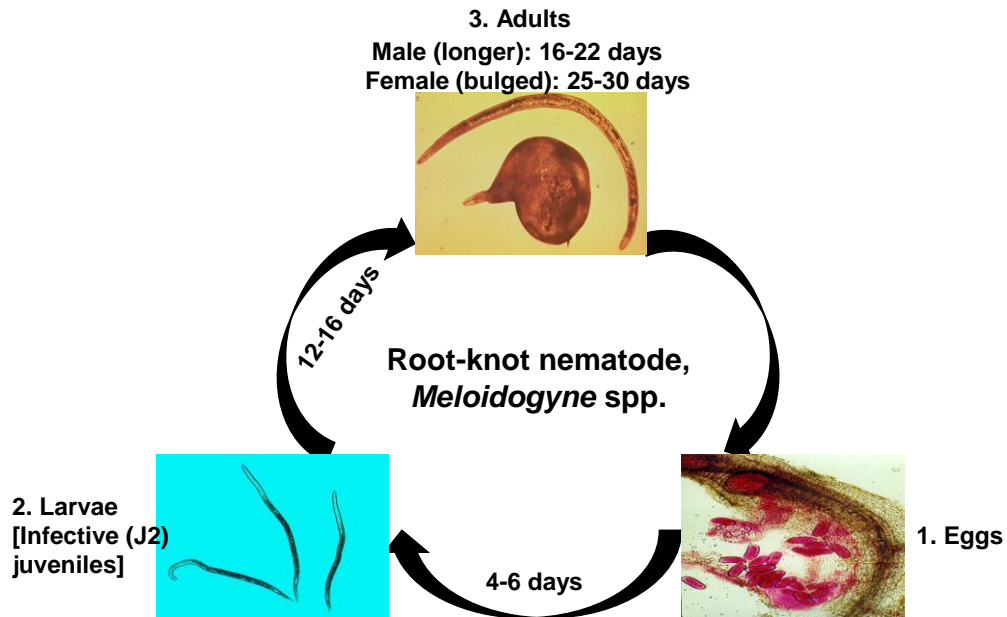 3. Adults
Male (longer): 16-22 days
Female (bulged): 25-30 days
12-16 days
Root-knot nematode,
Meloidogyne spp.
2. Larvae
[Infective (J2)
juveniles]
4-6 days
1. Eggs